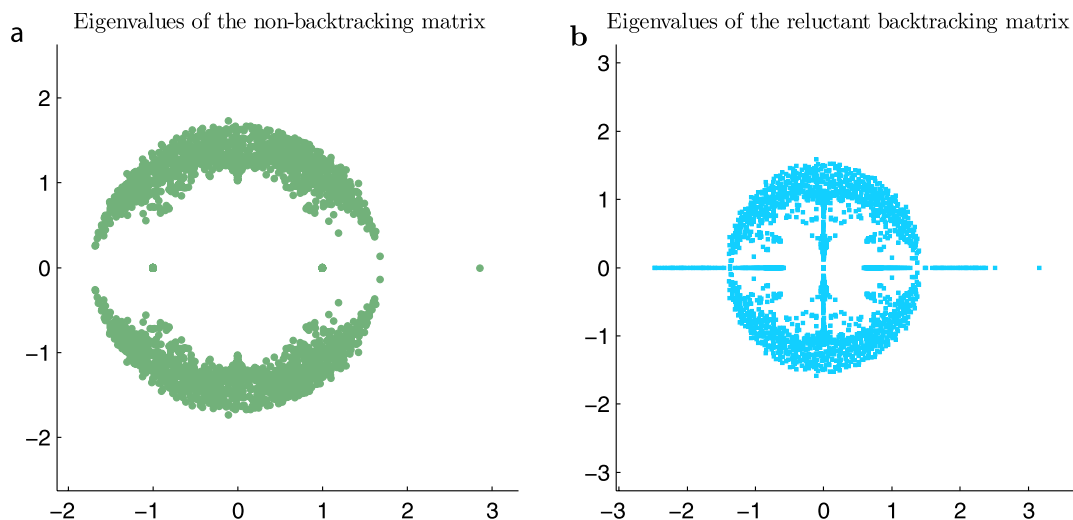 a
Eigenvalues of the non-backtracking matrix
2
1
0
−1
−2
−2 −1 0 1 2 3
b
Eigenvalues of the reluctant backtracking matrix
3
2
1
0
−1
−2
−3
−3 −2 −1 0 1 2 3